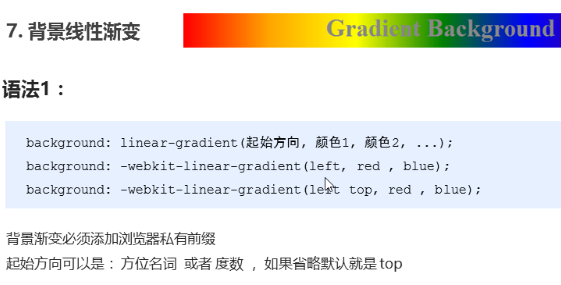 7. 背景线性渐变
Gradient Background
语法1：
background: linear-gradient(起始方向, 颜色1, 颜色2, ...);
background: -webkit-linear-gradient(left, red , blue);
background: -webkit-linear-gradient(left top, red , blue);
背景渐变必须添加浏览器私有前缀
起始方向可以是： 方位名词 或者 度数 ，如果省略默认就是 top